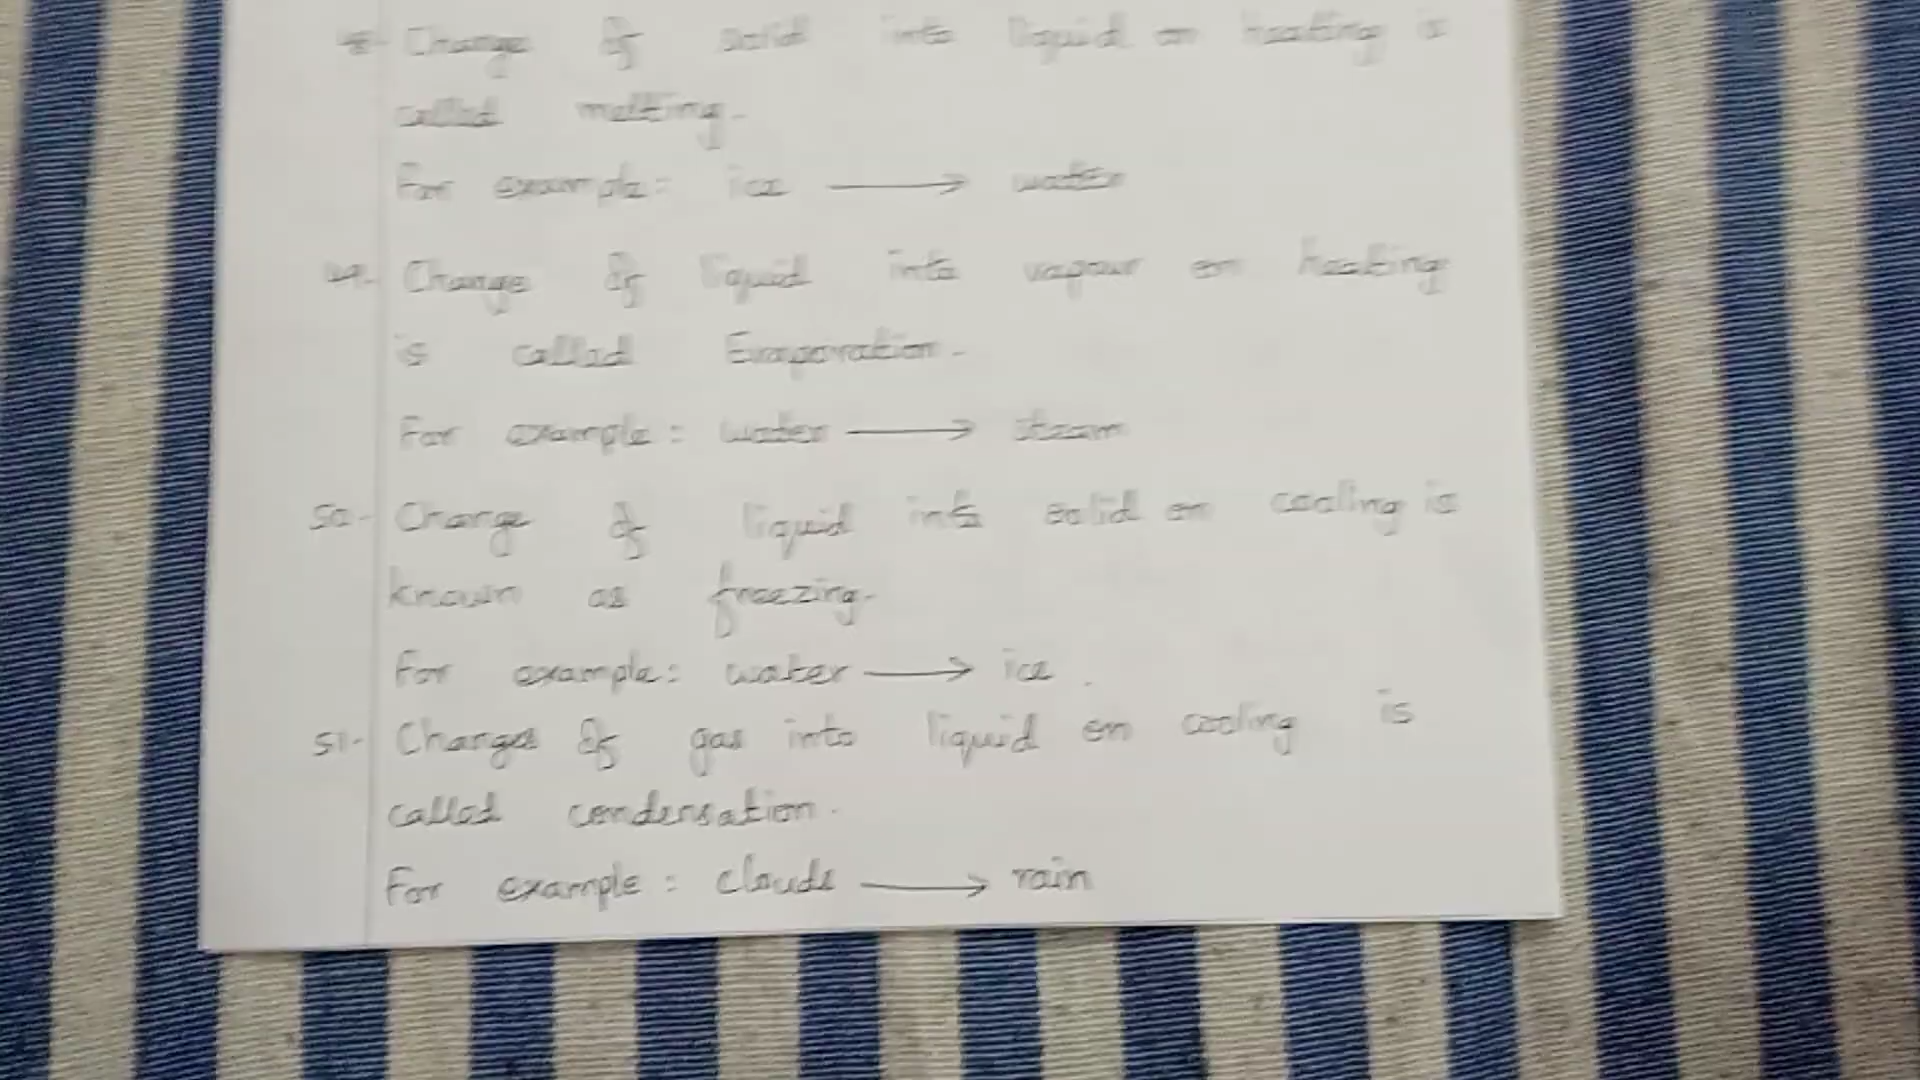 48- Change of solid into liquid on heating is
called melting.
For example: ice → water
49- Change of liquid into vapour on heating
is called Evaporation.
For example: water → steam
50- Change of liquid into solid on cooling is
known as freezing.
For example: water → ice.
51- Changes of gas into liquid on cooling is
called condensation.
For example: clouds → rain